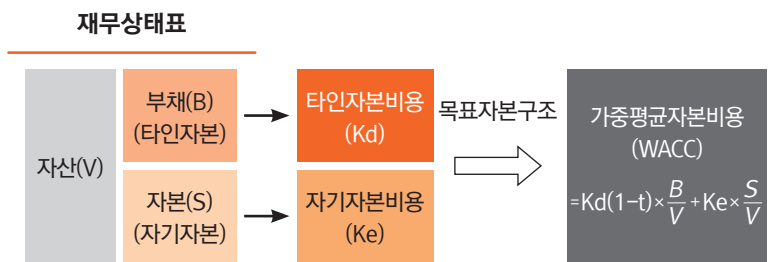 재무상태표
자산(V)
부채(B)
(타인자본)
자본(S)
(자기자본)
타인자본비용
(Kd)
자기자본비용
(Ke)
목표자본구조
가중평균자본비용
(WACC)
=Kd(1-t)×B/V+Ke×S/V